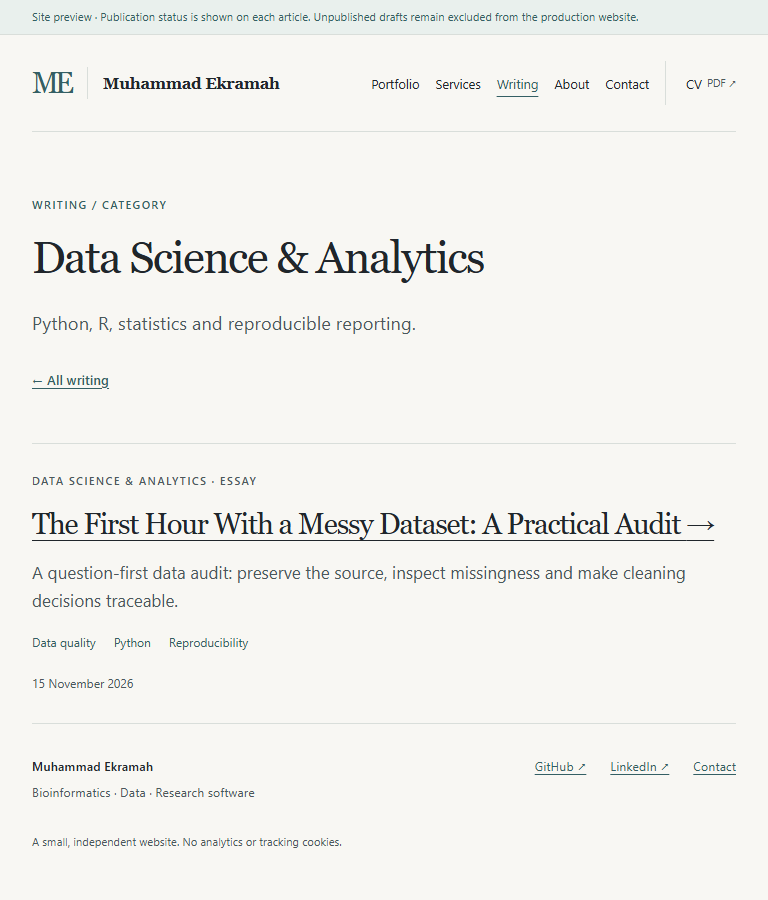 Site preview · Publication status is shown on each article. Unpublished drafts remain excluded from the production website.
ME
Muhammad Ekramah
Portfolio Services Writing About Contact CV PDF ↗
WRITING / CATEGORY
Data Science & Analytics
Python, R, statistics and reproducible reporting.
← All writing
DATA SCIENCE & ANALYTICS · ESSAY
The First Hour With a Messy Dataset: A Practical Audit →
A question-first data audit: preserve the source, inspect missingness and make cleaning
decisions traceable.
Data quality Python Reproducibility
15 November 2026
Muhammad Ekramah
GitHub ↗ LinkedIn ↗ Contact
Bioinformatics · Data · Research software
A small, independent website. No analytics or tracking cookies.